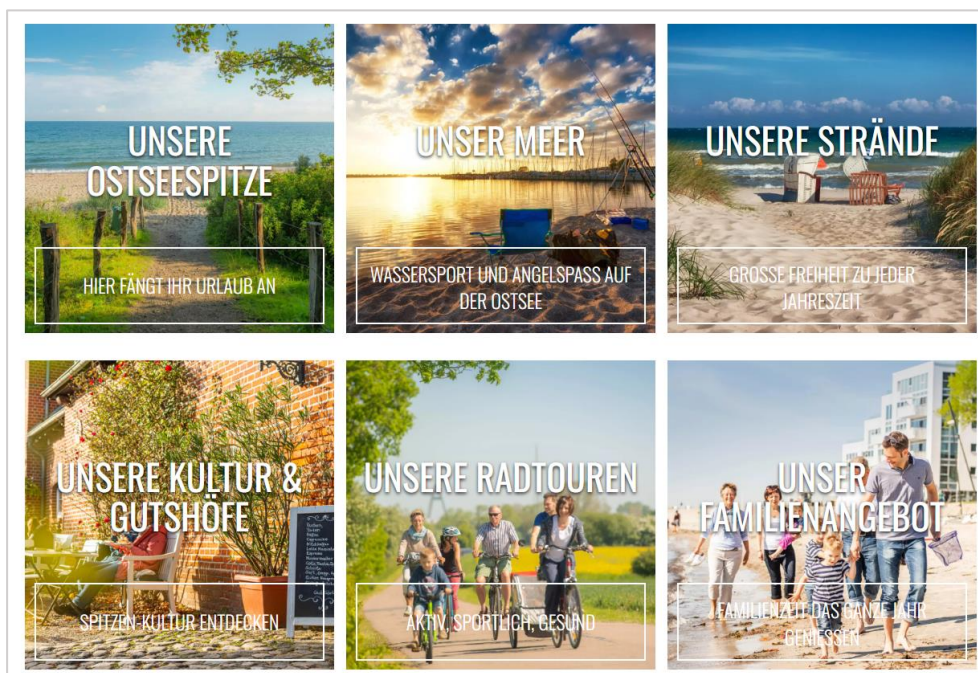 UNSERE
OSTSEESPITZE
HIER FÄNGT IHR URLAUB AN
UNSER MEER
WASSERSPORT UND ANGELSPASS AUF
DER OSTSEE
UNSERE STRÄNDE
GROSSE FREIHEIT ZU JEDER
JAHRESZEIT
UNSERE KULTUR &
GUTSHÖFE
SPITZEN-KULTUR ENTDECKEN
UNSERE RADTOUREN
AKTIV, SPORTLICH, GESUND
UNSER
FAMILIENANGEBOT
FAMILIENZEIT DAS GANZE JAHR
GENIESSEN